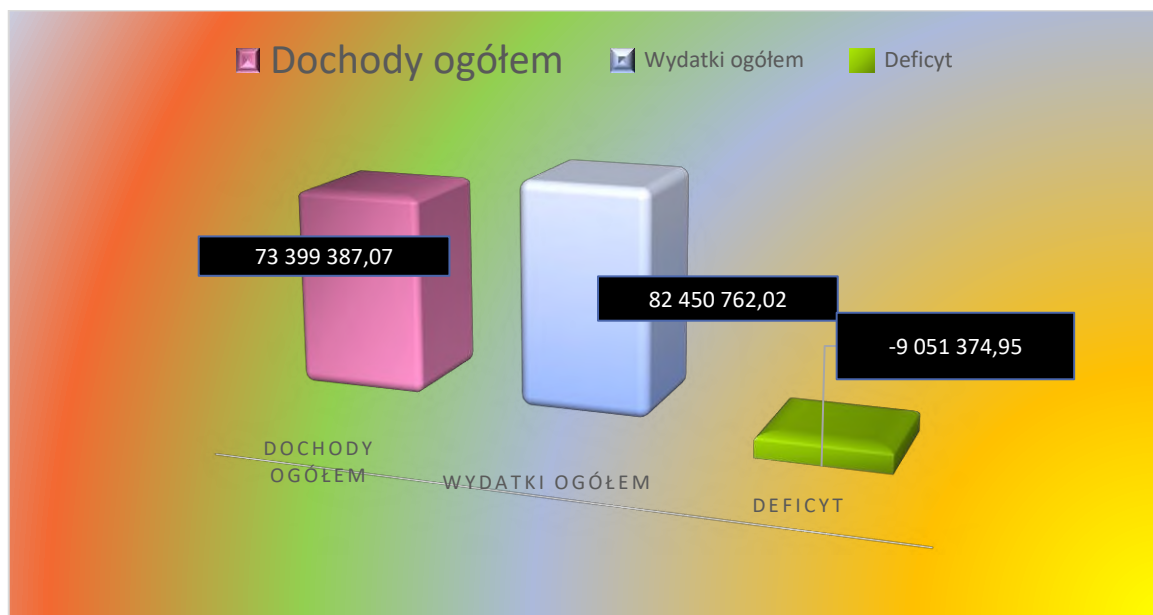 Dochody ogółem Wydatki ogółem Deficyt
73 399 387,07
82 450 762,02
-9 051 374,95
DOCHODY
OGÓŁEM
WYDATKI OGÓŁEM
DEFICYT